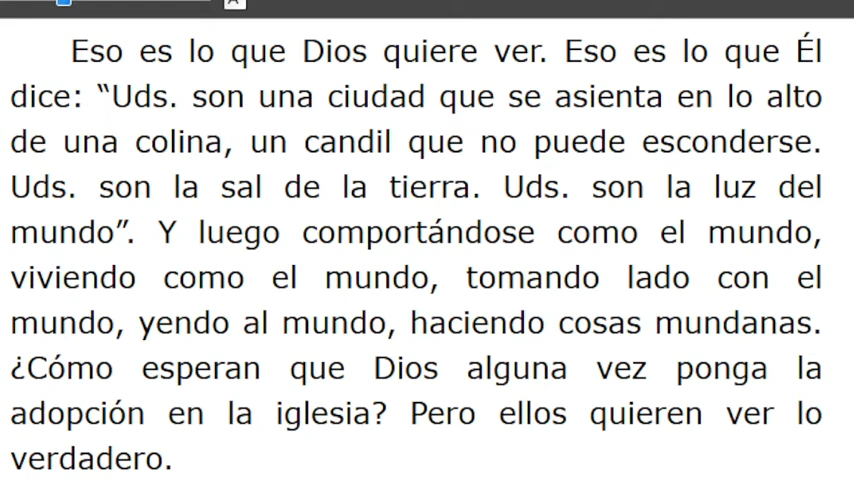 Eso es lo que Dios quiere ver. Eso es lo que Él
dice: “Uds. son una ciudad que se asienta en lo alto
de una colina, un candil que no puede esconderse.
Uds. son la sal de la tierra. Uds. son la luz del
mundo”. Y luego comportándose como el mundo,
viviendo como el mundo, tomando lado con el
mundo, yendo al mundo, haciendo cosas mundanas.
¿Cómo esperan que Dios alguna vez ponga la
adopción en la iglesia? Pero ellos quieren ver lo
verdadero.